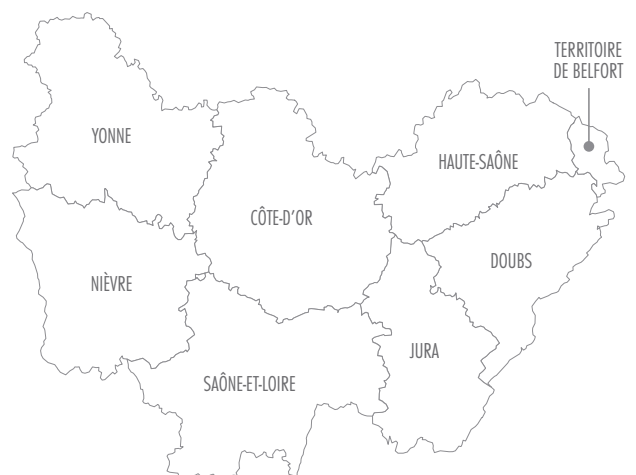 TERRITOIRE
DE BELFORT
YONNE
HAUTE-SAÔNE
CÔTE-D'OR
DOUBS
NIÈVRE
JURA
SAÔNE-ET-LOIRE